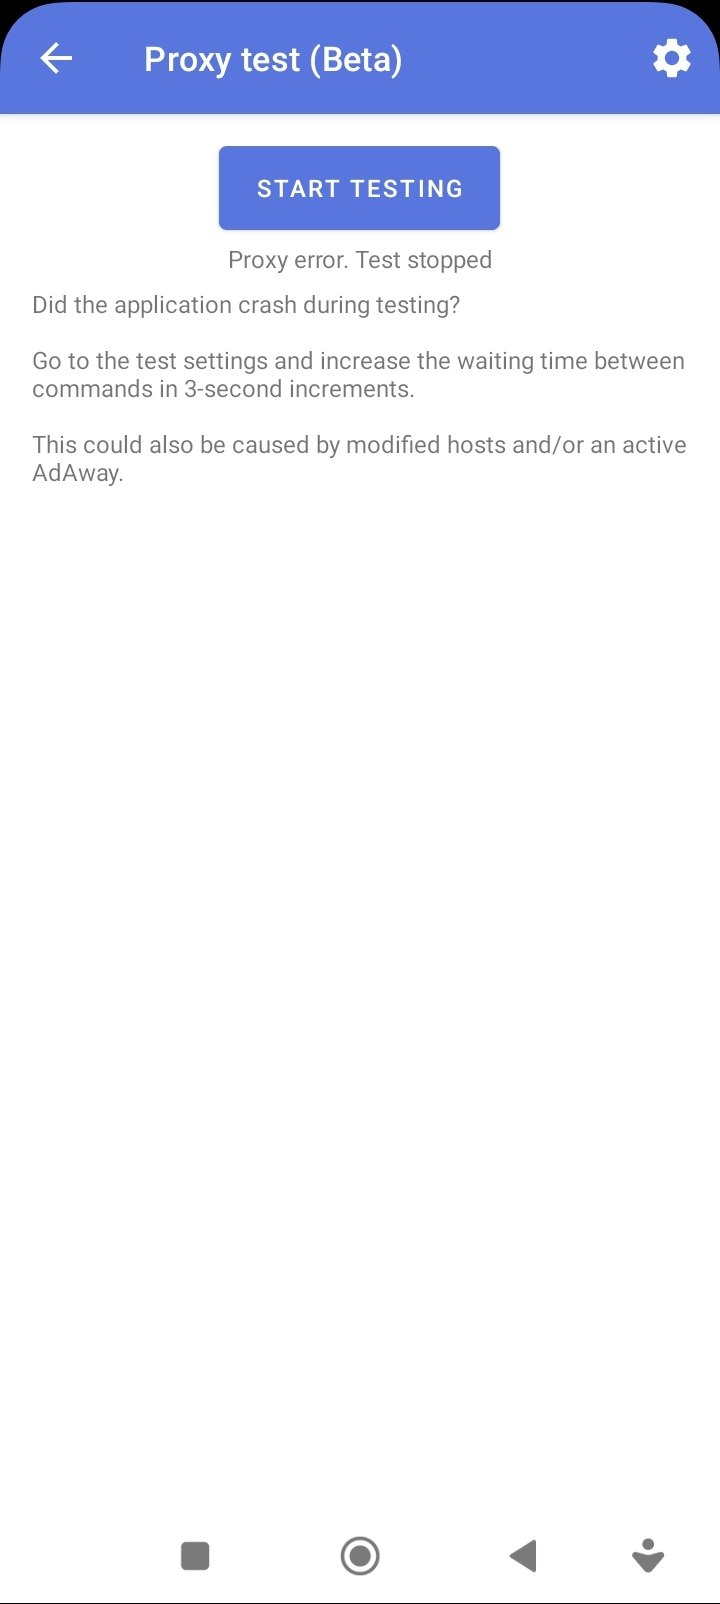 Proxy test (Beta)
START TESTING
Proxy error. Test stopped
Did the application crash during testing?
Go to the test settings and increase the waiting time between
commands in 3-second increments.
This could also be caused by modified hosts and/or an active
AdAway.